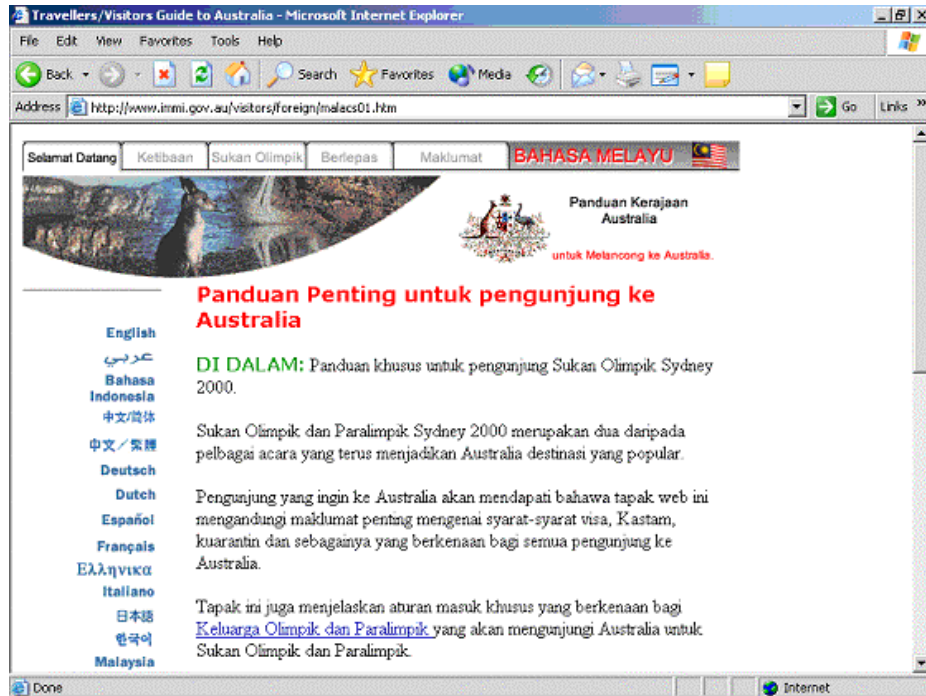 Travellers/Visitors Guide to Australia - Microsoft Internet Explorer
File Edit View Favorites Tools Help
Back Search Favorites Media
Address http://www.immi.gov.au/visitors/foreign/malacs01.htm Go Links »
Selamat Datang Ketibaan Sukan Olimpik Berlepas Maklumat BAHASA MELAYU
Panduan Kerajaan
Australia
untuk Melancong ke Australia.
Panduan Penting untuk pengunjung ke
Australia
English
عربي
Bahasa
Indonesia
中文/简体
中文/繁體
Deutsch
Dutch
Español
Français
Ελληνικα
Italiano
日本語
한국어
Malaysia
DI DALAM: Panduan khusus untuk pengunjung Sukan Olimpik Sydney
2000.
Sukan Olimpik dan Paralimpik Sydney 2000 merupakan dua daripada
pelbagai acara yang terus menjadikan Australia destinasi yang popular.
Pengunjung yang ingin ke Australia akan mendapati bahawa tapak web ini
mengandungi maklumat penting mengenai syarat-syarat visa, Kastam,
kuarantin dan sebagainya yang berkenaan bagi semua pengunjung ke
Australia.
Tapak ini juga menjelaskan aturan masuk khusus yang berkenaan bagi
Keluarga Olimpik dan Paralimpik yang akan mengunjungi Australia untuk
Sukan Olimpik dan Paralimpik.
Done Internet